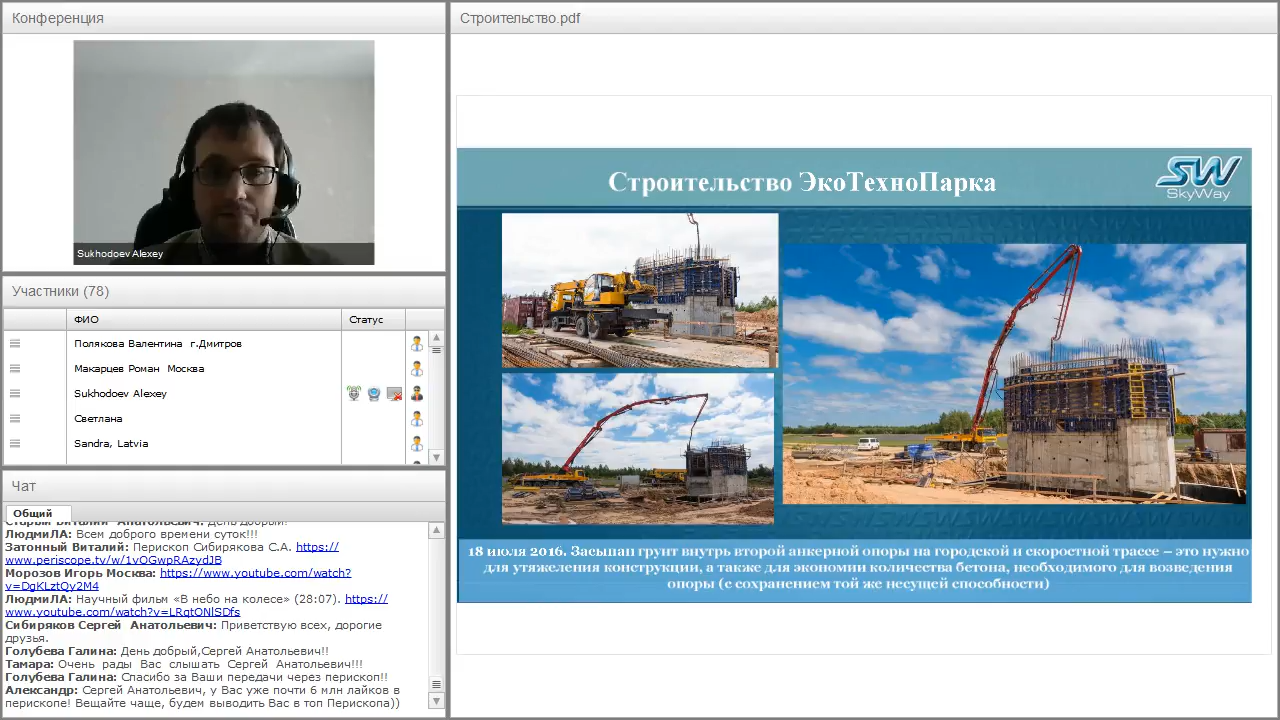 Конференция
Sukhodoev Alexey
Участники (78)
ФИО
Статус
Полякова Валентина г.Дмитров
Макарцев Роман Москва
Sukhodoev Alexey
Светлана
Sandra, Latvia
Чат
Общий
Старый Виталий Анатольевич: День добрый!
ЛюдмиЛА: Всем доброго времени суток!!!
Затонный Виталий: Перископ Сибирякова С.А. https://
www.periscope.tv/w/1vOGwpRAzydJB
Морозов Игорь Москва: https://www.youtube.com/watch?
v=DgKLztQy2M4
ЛюдмиЛА: Научный фильм «В небо на колесе» (28:07). https://
www.youtube.com/watch?v=LRqtONlSDfs
Сибиряков Сергей Анатольевич: Приветствую всех, дорогие
друзья.
Голубева Галина: День добрый,Сергей Анатольевич!!
Тамара: Очень рады Вас слышать Сергей Анатольевич!!!
Голубева Галина: Спасибо за Ваши передачи через перископ!!
Александр: Сергей Анатольевич, у Вас уже почти 6 млн лайков в
перископе! Вещайте чаще, будем выводить Вас в топ Перископа))
Строительство.pdf
Строительство ЭкоТехноПарка
SW
SkyWay
18 июля 2016. Засыпан грунт внутрь второй анкерной опоры на городской и скоростной трассе – это нужно
для утяжеления конструкции, а также для экономии количества бетона, необходимого для возведения
опоры (с сохранением той же несущей способности)